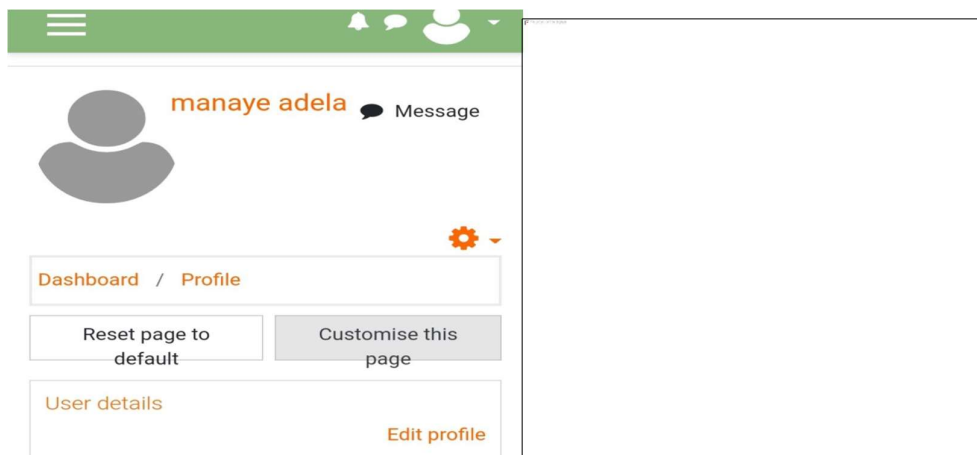 manaye adela
Message
Dashboard / Profile
Reset page to
default
Customise this
page
User details
Edit profile